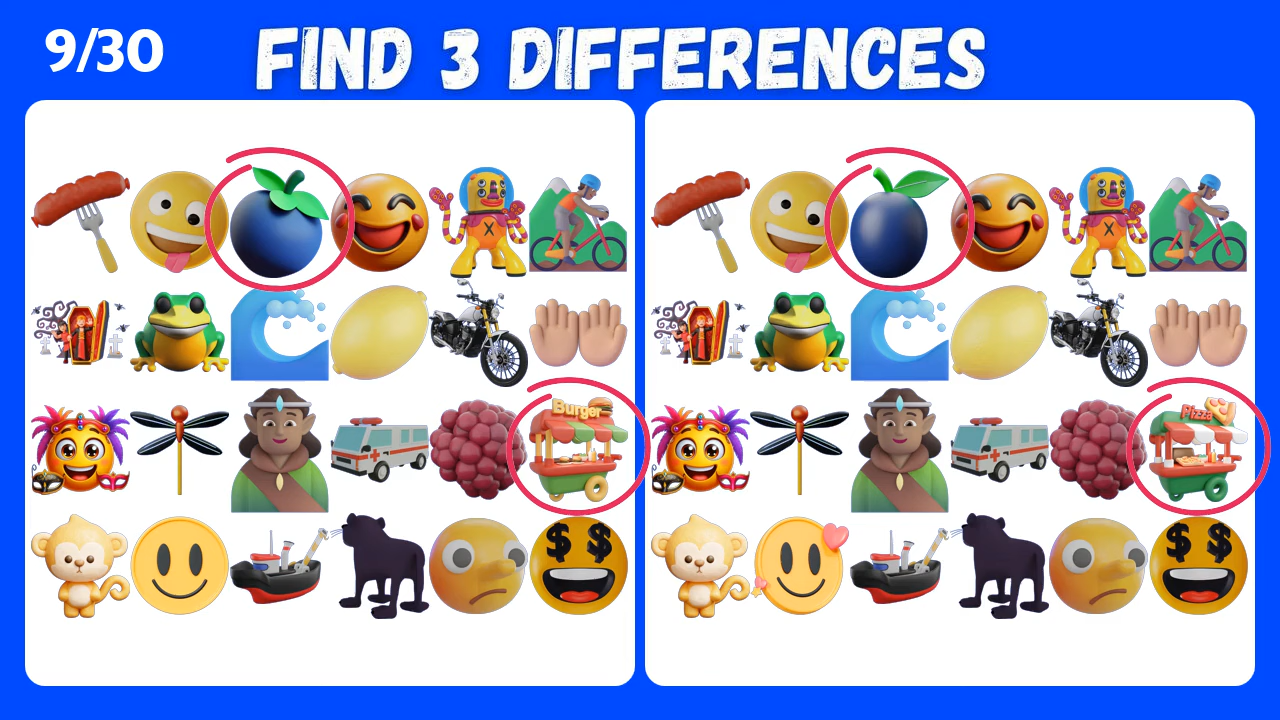 9/30
FIND 3 DIFFERENCES
X
X
Burger
Pizza
$ $
$ $